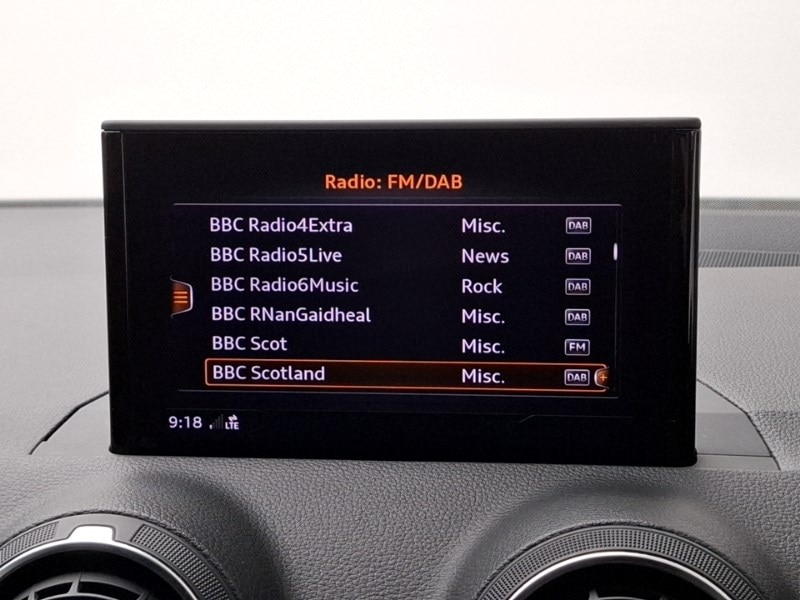 Radio: FM/DAB
BBC Radio4Extra Misc. DAB
BBC Radio5Live News DAB
BBC Radio6Music Rock DAB
BBC RNanGaidheal Misc. DAB
BBC Scot Misc. FM
BBC Scotland Misc. DAB
9:18 LTE